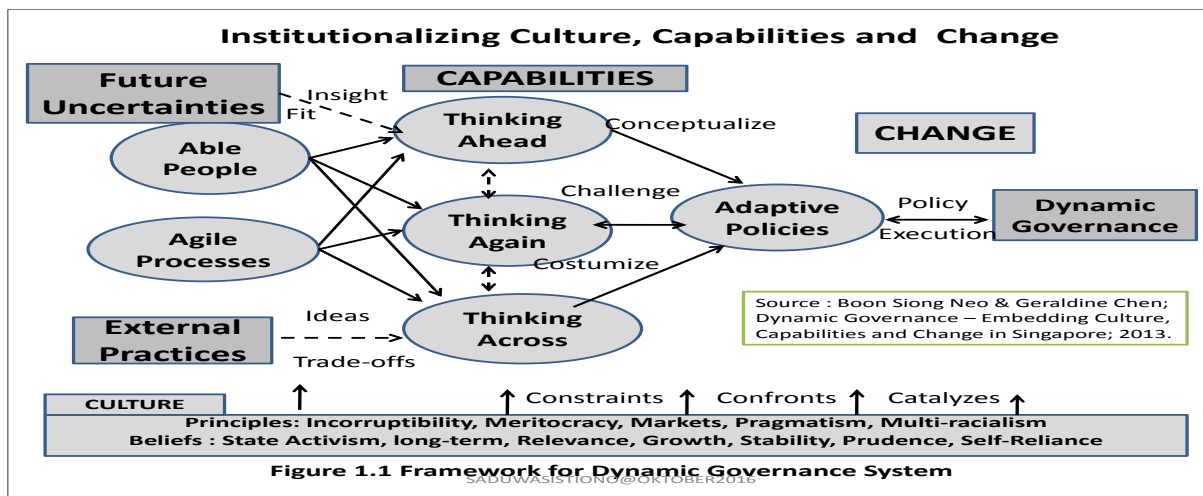 Institutionalizing Culture, Capabilities and Change
Future
Uncertainties
Insight
Fit
CAPABILITIES
Thinking
Ahead
Conceptualize
CHANGE
Able
People
Challenge
Thinking
Again
Adaptive
Policies
Policy
Execution
Dynamic
Governance
Agile
Processes
Costumize
External
Practices
Ideas
Trade-offs
Thinking
Across
Source : Boon Siong Neo & Geraldine Chen;
Dynamic Governance – Embedding Culture,
Capabilities and Change in Singapore; 2013.
CULTURE
Constraints
Confronts
Catalyzes
Principles: Incorruptibility, Meritocracy, Markets, Pragmatism, Multi-racialism
Beliefs : State Activism, long-term, Relevance, Growth, Stability, Prudence, Self-Reliance
Figure 1.1 Framework for Dynamic Governance System
SADUWASISTIONO@OKTOBER2016